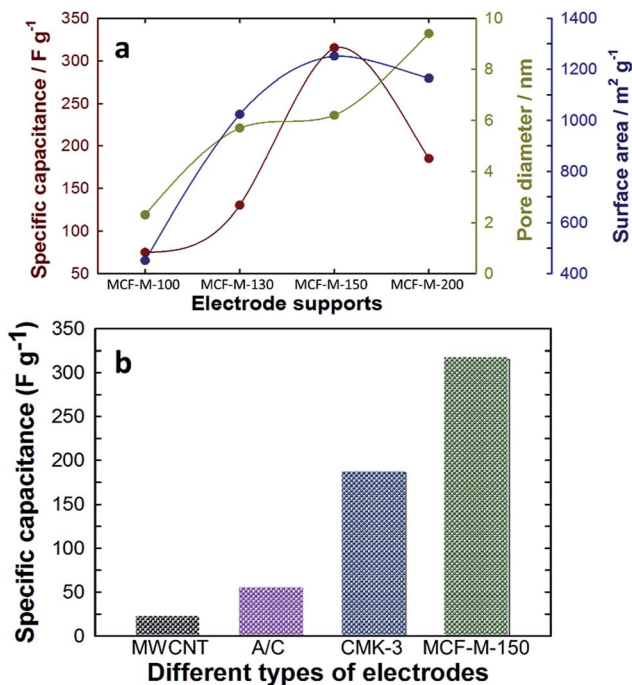 a
Specific capacitance / F g⁻¹
350
300
250
200
150
100
50
10
8
6
4
2
0
Pore diameter / nm
1400
1200
1000
800
600
400
Surface area / m² g⁻¹
MCF-M-100 MCF-M-130 MCF-M-150 MCF-M-200
Electrode supports
b
Specific capacitance (F g⁻¹)
350
300
250
200
150
100
50
0
MWCNT A/C CMK-3 MCF-M-150
Different types of electrodes